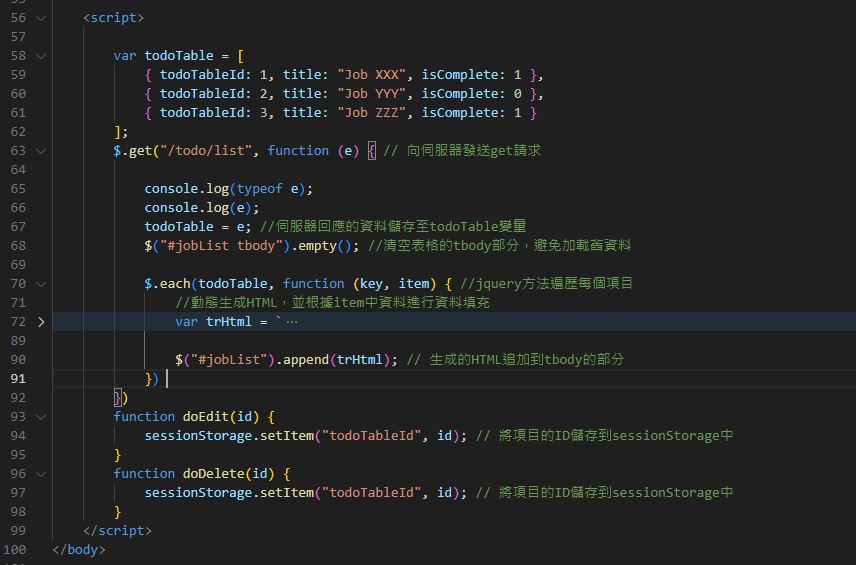 56 <script>
57
58 var todoTable = [
59 { todoTableId: 1, title: "Job XXX", isComplete: 1 },
60 { todoTableId: 2, title: "Job YYY", isComplete: 0 },
61 { todoTableId: 3, title: "Job ZZZ", isComplete: 1 }
62 ];
63 $.get("/todo/list", function (e) { // 向伺服器發送get請求
64
65 console.log(typeof e);
66 console.log(e);
67 todoTable = e; //伺服器回應的資料儲存至todoTable變量
68 $("#jobList tbody").empty(); //清空表格的tbody部分，避免加載舊資料
69
70 $.each(todoTable, function (key, item) { //jquery方法遍歷每個項目
71 //動態生成HTML，並根據item中資料進行資料填充
72 var trHtml = ` ⋯
89
90 $("#jobList").append(trHtml); // 生成的HTML追加到tbody的部分
91 })
92 })
93 function doEdit(id) {
94 sessionStorage.setItem("todoTableId", id); // 將項目的ID儲存到sessionStorage中
95 }
96 function doDelete(id) {
97 sessionStorage.setItem("todoTableId", id); // 將項目的ID儲存到sessionStorage中
98 }
99 </script>
100 </body>